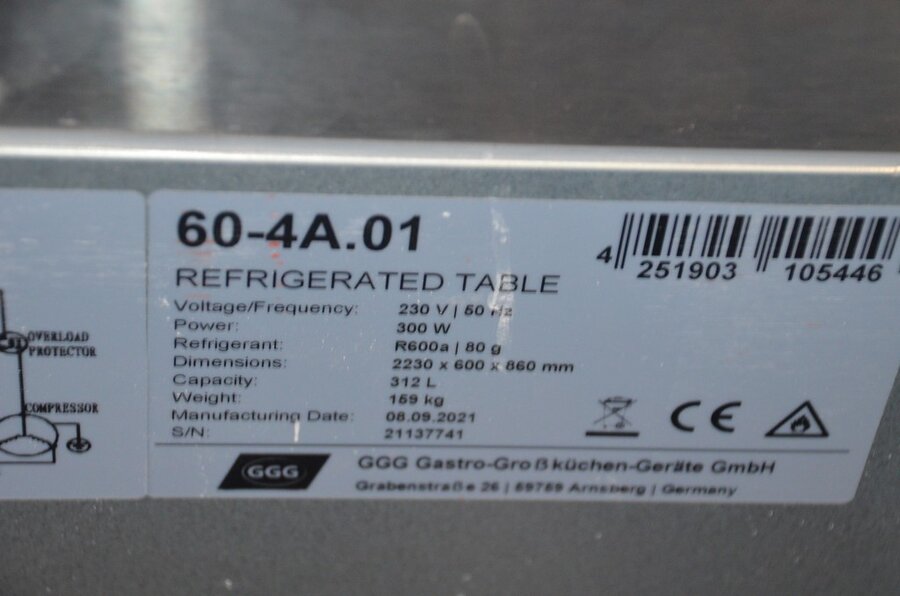 60-4A.01
REFRIGERATED TABLE
Voltage/Frequency: 230 V | 50 Hz
Power: 300 W
Refrigerant: R600a | 80 g
Dimensions: 2230 x 600 x 860 mm
Capacity: 312 L
Weight: 159 kg
Manufacturing Date: 08.09.2021
S/N: 21137741
4 251903 105446
CE
GGG
GGG Gastro-Großküchen-Geräte GmbH
Grabenstraße 26 | 59759 Arnsberg | Germany
OVERLOAD
PROTECTOR
COMPRESSOR